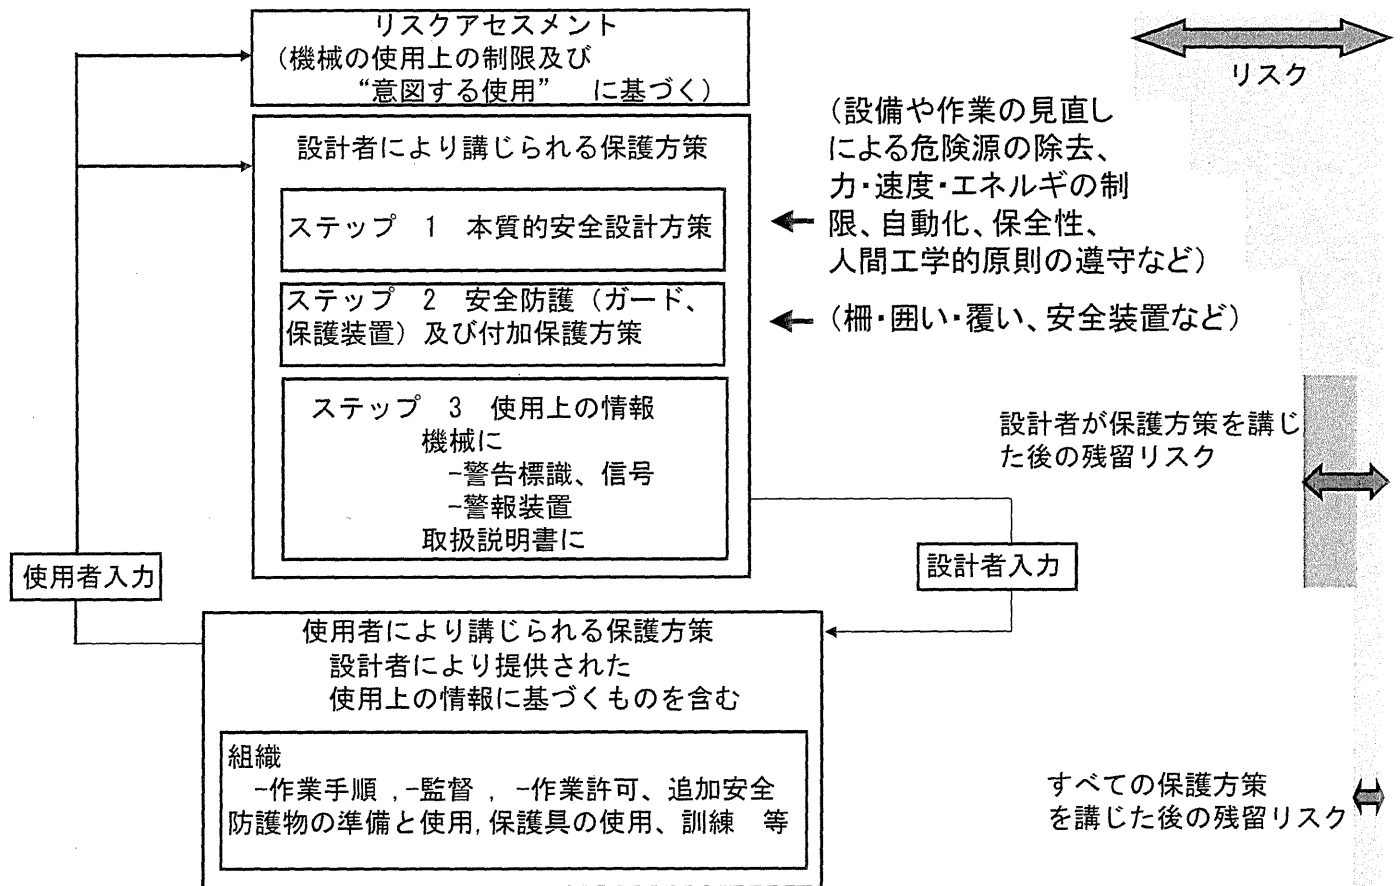 リスクアセスメント
(機械の使用上の制限及び
“意図する使用”　に基づく)
リスク
設計者により講じられる保護方策
ステップ　1　本質的安全設計方策
(設備や作業の見直し
による危険源の除去、
力・速度・エネルギの制
限、自動化、保全性、
人間工学的原則の遵守など)
ステップ　2　安全防護（ガード、
保護装置）及び付加保護方策
(柵・囲い・覆い、安全装置など)
ステップ　3　使用上の情報
機械に
-警告標識、信号
-警報装置
取扱説明書に
設計者が保護方策を講じ
た後の残留リスク
使用者入力
設計者入力
使用者により講じられる保護方策
設計者により提供された
使用上の情報に基づくものを含む
組織
-作業手順 ,-監督 , -作業許可、追加安全
防護物の準備と使用,保護具の使用、訓練　等
すべての保護方策
を講じた後の残留リスク